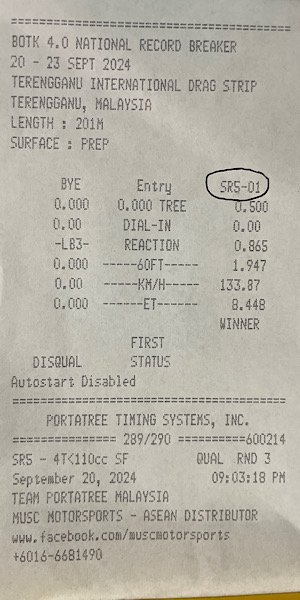 ======================================
BOTK 4.0 NATIONAL RECORD BREAKER
20 - 23 SEPT 2024
TERENGGANU INTERNATIONAL DRAG STRIP
TERENGGANU, MALAYSIA
LENGTH : 201M
SURFACE : PREP
BYE Entry SR5-01
0.000 0.000 TREE 0.500
0.00 DIAL-IN 0.00
-LB3- REACTION 0.865
0.000 -----60FT------ 1.947
0.00 -----KM/H------ 133.87
0.000 ------ET------- 8.448
WINNER
FIRST
DISQUAL STATUS
Autostart Disabled
======================================
PORTATREE TIMING SYSTEMS, INC.
=============== 289/290 ==========600214
SR5 - 4T<110cc SF QUAL RND 3
September 20, 2024 09:03:18 PM
TEAM PORTATREE MALAYSIA
MUSC MOTORSPORTS - ASEAN DISTRIBUTOR
www.facebook.com/muscmotorsports
+6016-6681490